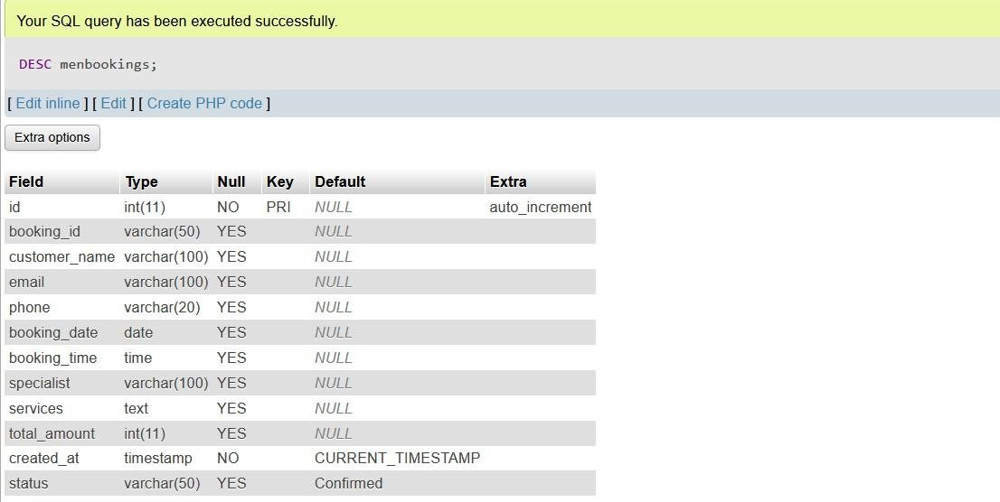 Your SQL query has been executed successfully.
DESC menbookings;
[ Edit inline ] [ Edit ] [ Create PHP code ]
Extra options
Field Type Null Key Default Extra
id int(11) NO PRI NULL auto_increment
booking_id varchar(50) YES NULL
customer_name varchar(100) YES NULL
email varchar(100) YES NULL
phone varchar(20) YES NULL
booking_date date YES NULL
booking_time time YES NULL
specialist varchar(100) YES NULL
services text YES NULL
total_amount int(11) YES NULL
created_at timestamp NO CURRENT_TIMESTAMP
status varchar(50) YES Confirmed